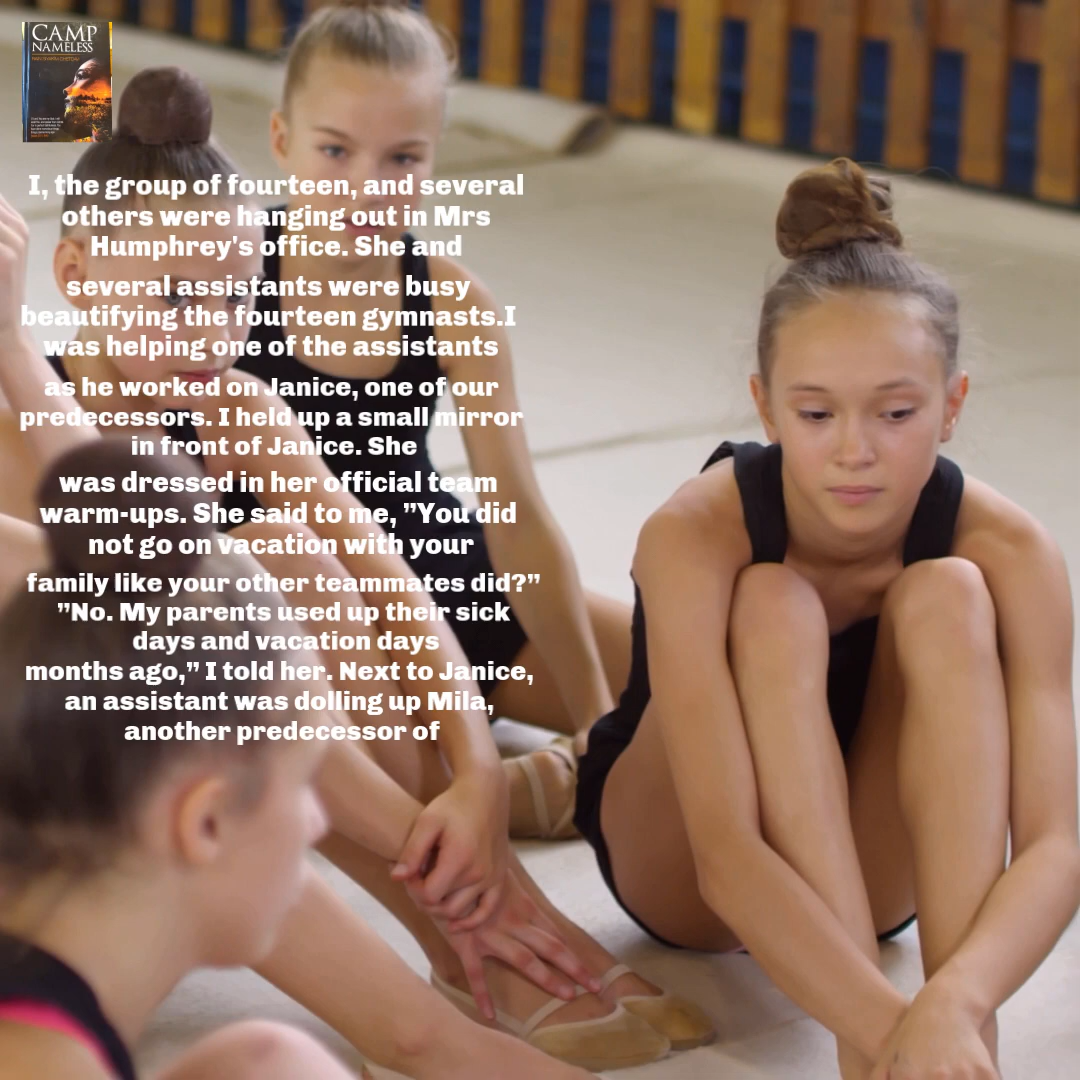 CAMP
NAMELESS
I, the group of fourteen, and several
others were hanging out in Mrs
Humphrey's office. She and
several assistants were busy
beautifying the fourteen gymnasts.I
was helping one of the assistants
as he worked on Janice, one of our
predecessors. I held up a small mirror
in front of Janice. She
was dressed in her official team
warm-ups. She said to me, ”You did
not go on vacation with your
family like your other teammates did?”
”No. My parents used up their sick
days and vacation days
months ago,” I told her. Next to Janice,
an assistant was dolling up Mila,
another predecessor of